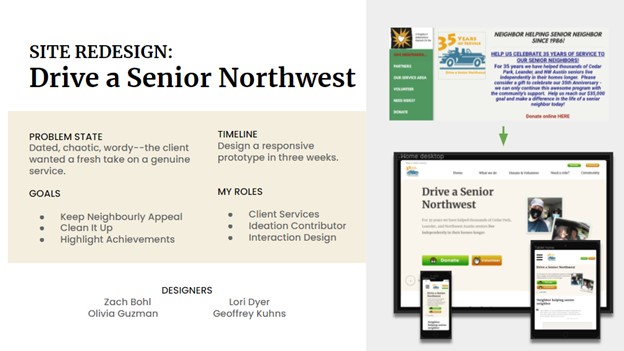 SITE REDESIGN:
Drive a Senior Northwest
PROBLEM STATE
Dated, chaotic, wordy--the client
wanted a fresh take on a genuine
service.
GOALS
● Keep Neighbourly Appeal
● Clean It Up
● Highlight Achievements
TIMELINE
Design a responsive
prototype in three weeks.
MY ROLES
● Client Services
● Ideation Contributor
● Interaction Design
DESIGNERS
Zach Bohl
Lori Dyer
Olivia Guzman
Geoffrey Kuhns
35 YEARS
OF SERVICE
PARTNERS
OUR SERVICE AREA
VOLUNTEER
NEED RIDES?
DONATE
NEIGHBOR HELPING SENIOR NEIGHBOR
SINCE 1986!
HELP US CELEBRATE 35 YEARS OF SERVICE TO
OUR SENIOR NEIGHBORS!
For 35 years we have helped thousands of Cedar
Park, Leander, and NW Austin seniors live
independently in their homes longer. Please
consider a gift to celebrate our 35th Anniversary -
we can only continue this awesome program with
the community's support. Help us reach our $35,000
goal and make a difference in the life of a senior
neighbor today!
Donate online HERE
Home desktop
Home
What we do
Donate & Volunteer
Need a Ride?
Community
Drive a Senior
Northwest
For 35 years we have helped thousands of Cedar Park,
Leander, and Northwest Austin seniors live
independently in their homes longer.
Donate
Volunteer
Drive a Senior Northwest
Neighbor helping senior
neighbor